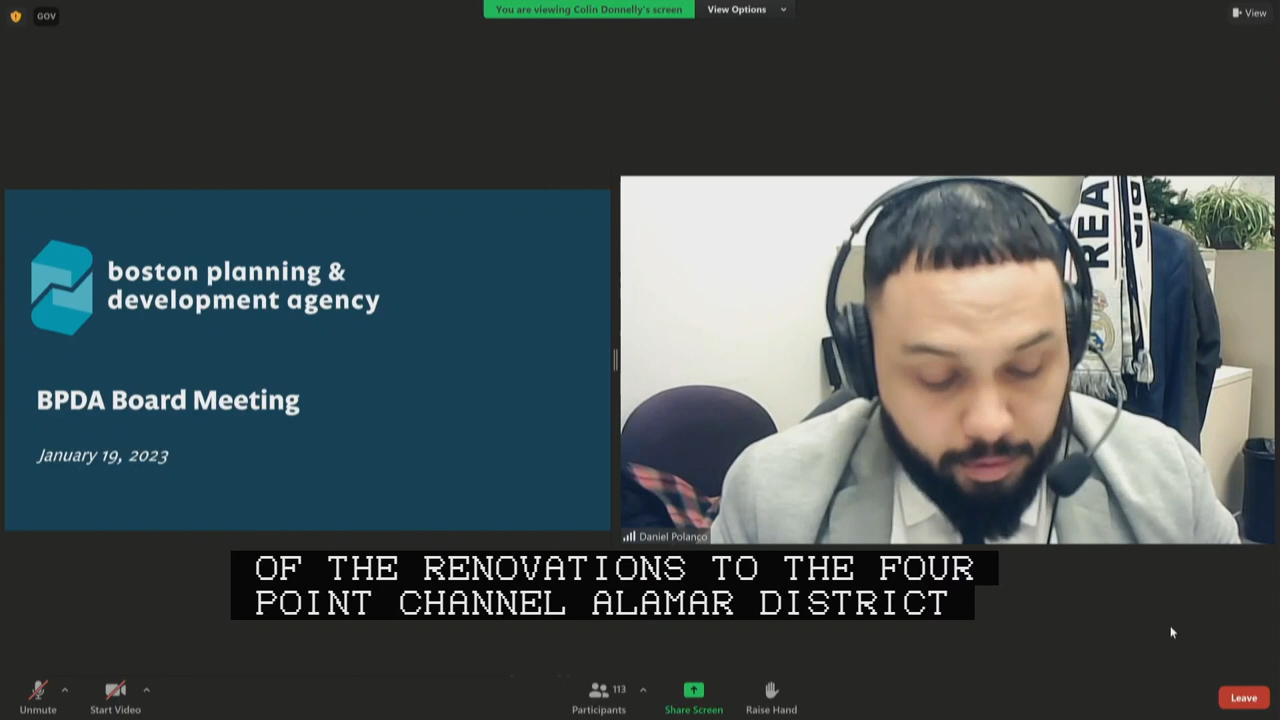 GOV
You are viewing Colin Donnelly's screen
View Options
View
boston planning &
development agency
BPDA Board Meeting
January 19, 2023
REA
Daniel Polanco
OF THE RENOVATIONS TO THE FOUR
POINT CHANNEL ALAMAR DISTRICT
Unmute
Start Video
113
Participants
Share Screen
Raise Hand
Leave